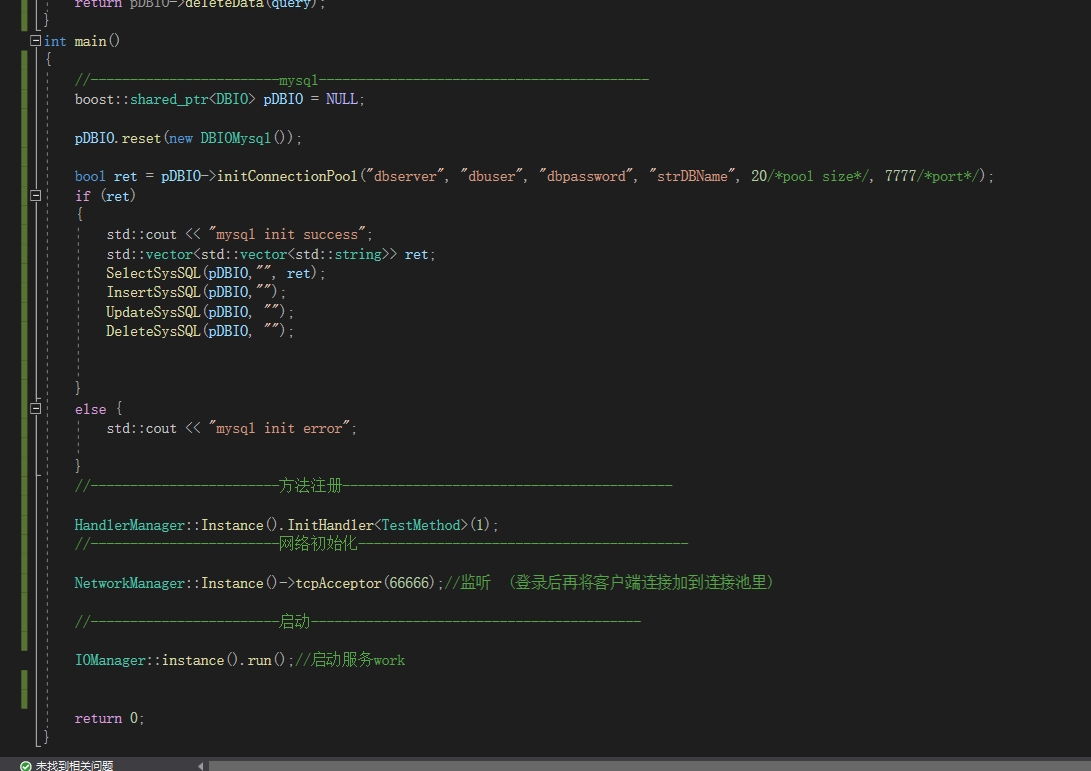 return pDBIO->deleteData(query);
}
int main()
{
//------------------------mysql------------------------------------------
boost::shared_ptr<DBIO> pDBIO = NULL;
pDBIO.reset(new DBIOMysql());
bool ret = pDBIO->initConnectionPool("dbserver", "dbuser", "dbpassword", "strDBName", 20/*pool size*/, 7777/*port*/);
if (ret)
{
std::cout << "mysql init success";
std::vector<std::vector<std::string>> ret;
SelectSysSQL(pDBIO,"", ret);
InsertSysSQL(pDBIO,"");
UpdateSysSQL(pDBIO, "");
DeleteSysSQL(pDBIO, "");
}
else {
std::cout << "mysql init error";
}
//------------------------方法注册------------------------------------------
HandlerManager::Instance().InitHandler<TestMethod>(1);
//------------------------网络初始化------------------------------------------
NetworkManager::Instance()->tcpAcceptor(66666);//监听 （登录后再将客户端连接加到连接池里）
//------------------------启动------------------------------------------
IOManager::instance().run();//启动服务work
return 0;
}
未找到相关问题